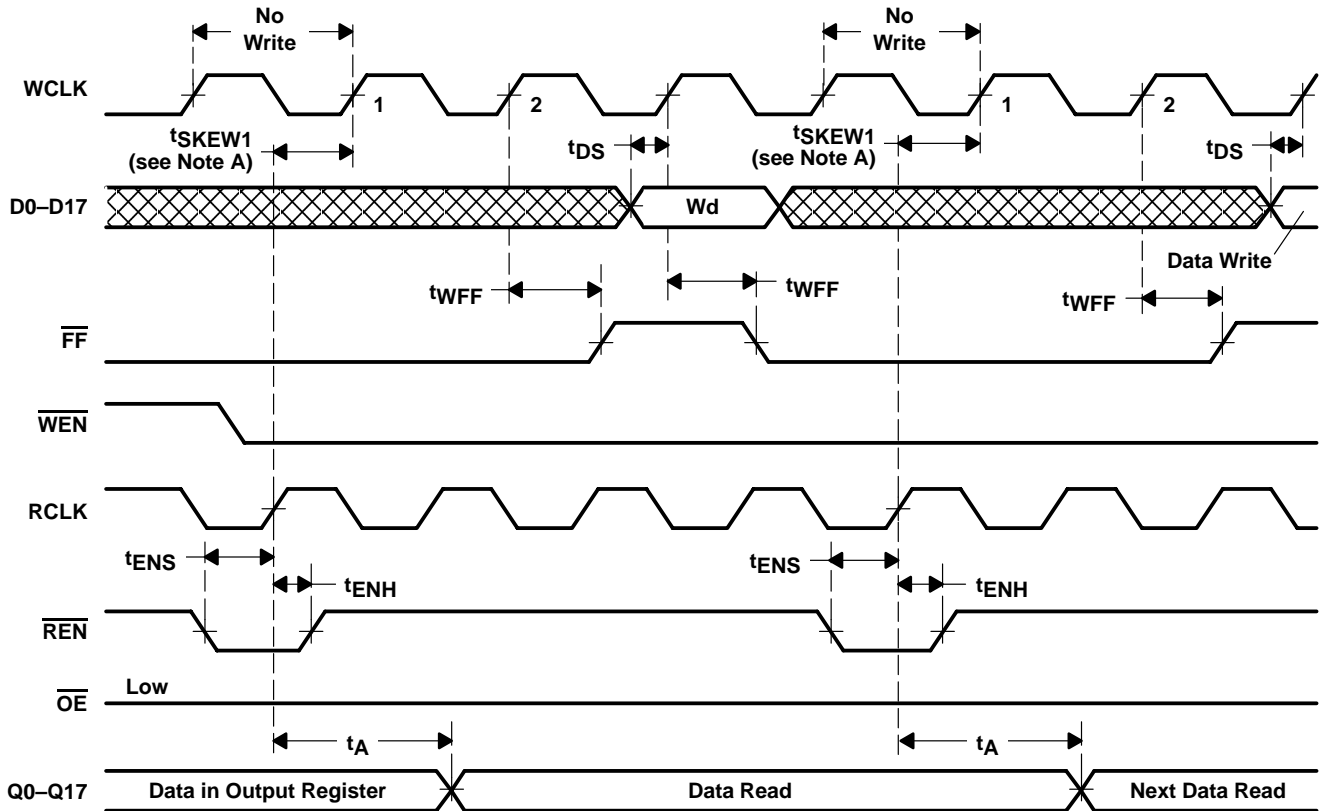 No
Write
No
Write
WCLK
1
2
1
2
tSKEW1
(see Note A)
tDS
tSKEW1
(see Note A)
tDS
D0–D17
Wd
Data Write
tWFF
tWFF
tWFF
FF
WEN
RCLK
tENS
tENH
tENS
tENH
REN
Low
OE
tA
tA
Q0–Q17
Data in Output Register
Data Read
Next Data Read